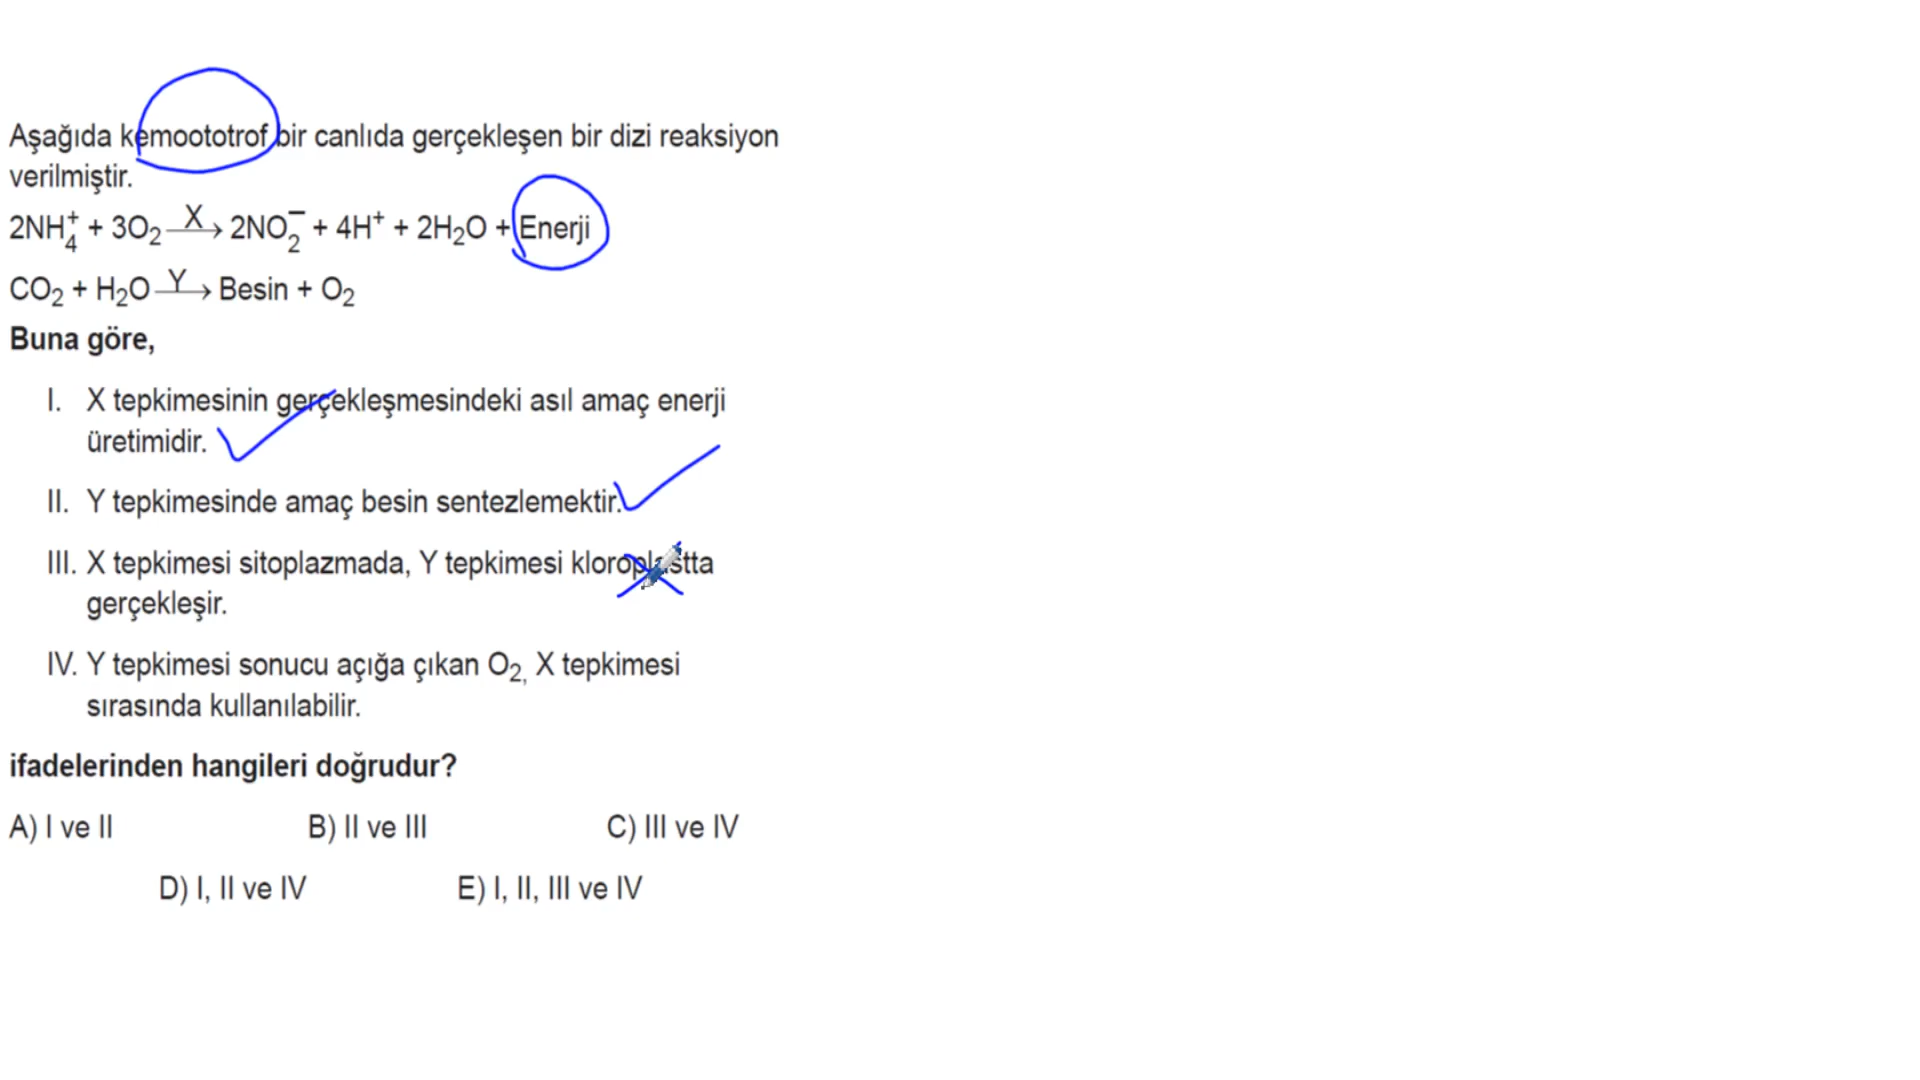 Aşağıda kemoototrof bir canlıda gerçekleşen bir dizi reaksiyon
verilmiştir.
2NH₄⁺ + 3O₂ —X→ 2NO₂⁻ + 4H⁺ + 2H₂O + Enerji
CO₂ + H₂O —Y→ Besin + O₂
Buna göre,
I. X tepkimesinin gerçekleşmesindeki asıl amaç enerji
üretimidir.
II. Y tepkimesinde amaç besin sentezlemektir.
III. X tepkimesi sitoplazmada, Y tepkimesi kloroplastta
gerçekleşir.
IV. Y tepkimesi sonucu açığa çıkan O₂, X tepkimesi
sırasında kullanılabilir.
ifadelerinden hangileri doğrudur?
A) I ve II B) II ve III C) III ve IV
D) I, II ve IV E) I, II, III ve IV